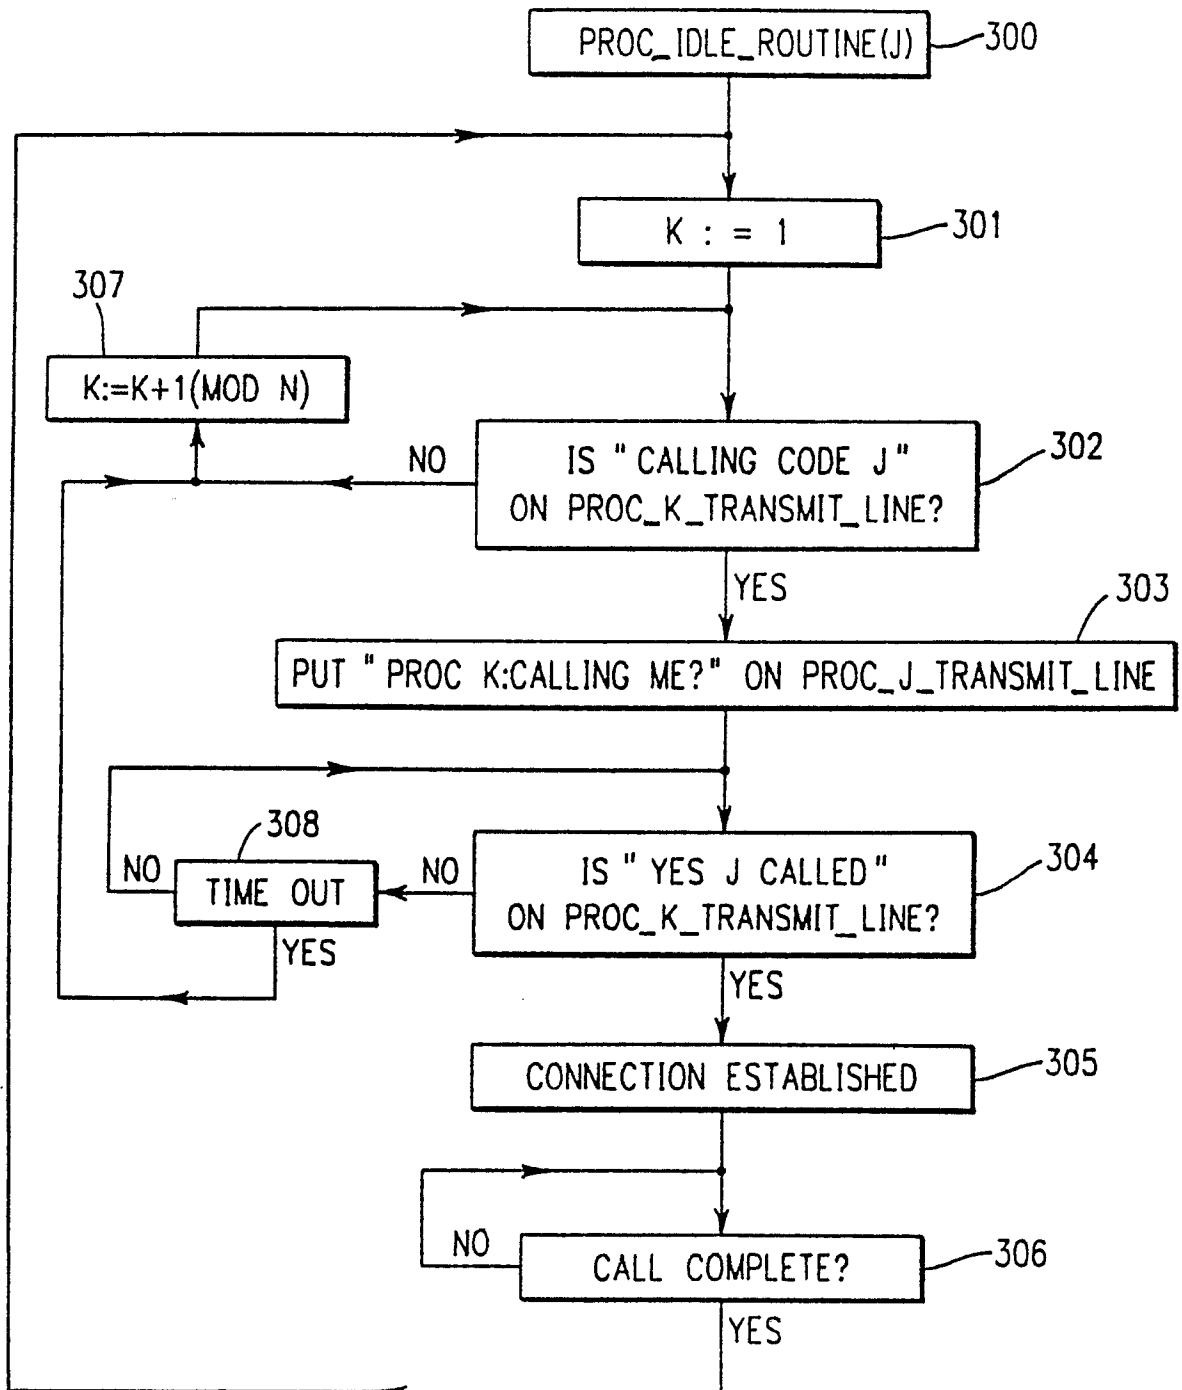 PROC_IDLE_ROUTINE(J)
300
K : = 1
301
307
K:=K+1(MOD N)
NO
IS " CALLING CODE J"
ON PROC_K_TRANSMIT_LINE?
302
YES
303
PUT " PROC K:CALLING ME?" ON PROC_J_TRANSMIT_LINE
308
NO
TIME OUT
NO
IS " YES J CALLED"
ON PROC_K_TRANSMIT_LINE?
304
YES
YES
CONNECTION ESTABLISHED
305
NO
CALL COMPLETE?
306
YES